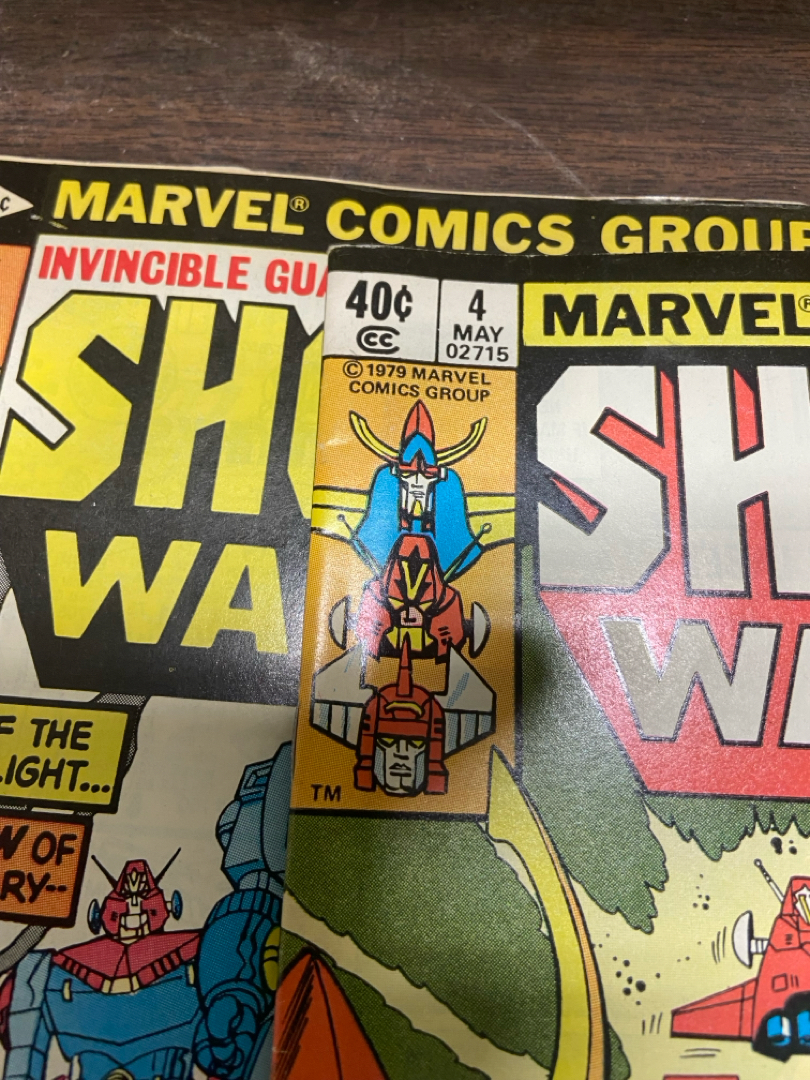 ¢
MARVEL® COMICS GROUP
INVINCIBLE GUA
SHO
WA
F THE
LIGHT...
W OF
RY--
40¢
CC
4
MAY
02715
© 1979 MARVEL
COMICS GROUP
TM
MARVEL®
SH
WA